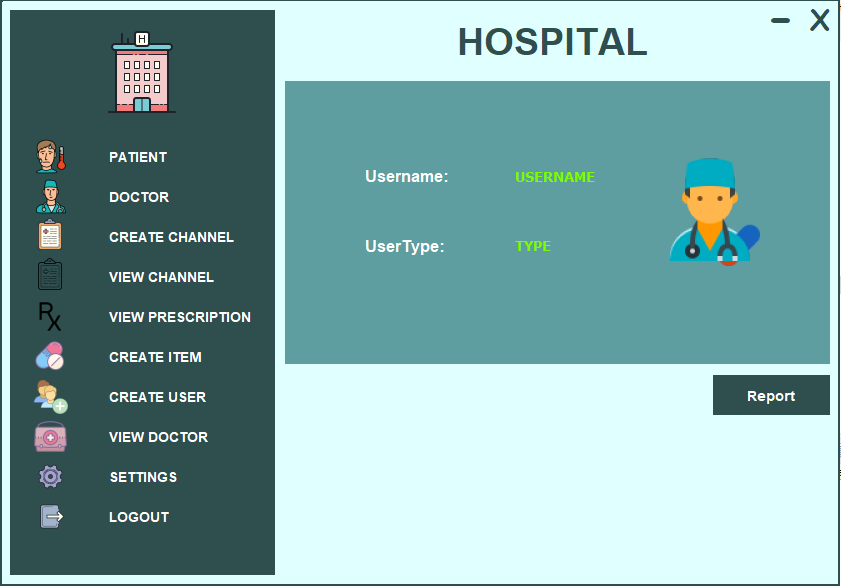 H
PATIENT
DOCTOR
CREATE CHANNEL
VIEW CHANNEL
Rx
VIEW PRESCRIPTION
CREATE ITEM
CREATE USER
VIEW DOCTOR
SETTINGS
LOGOUT
HOSPITAL
Username: USERNAME
UserType: TYPE
Report